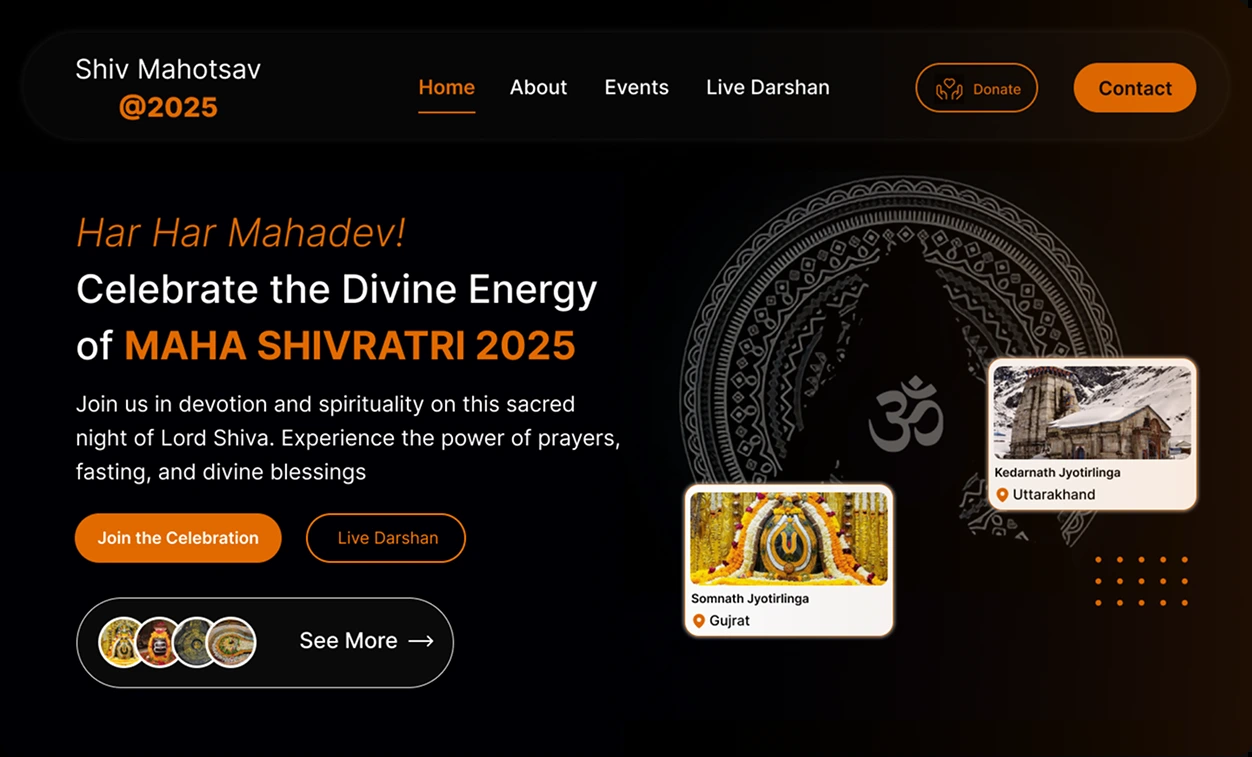 Shiv Mahotsav
@2025
Home
About
Events
Live Darshan
Donate
Contact
Har Har Mahadev!
Celebrate the Divine Energy
of MAHA SHIVRATRI 2025
Join us in devotion and spirituality on this sacred
night of Lord Shiva. Experience the power of prayers,
fasting, and divine blessings
Join the Celebration
Live Darshan
See More →
ॐ
Kedarnath Jyotirlinga
Uttarakhand
Somnath Jyotirlinga
Gujrat